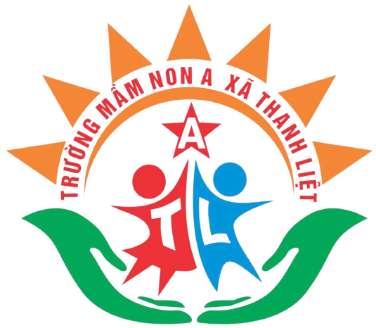 TRƯỜNG MẦM NON A XÃ THANH LIỆT
A
T L